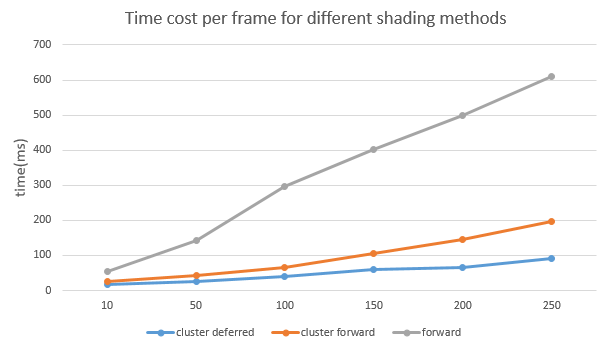 Time cost per frame for different shading methods
700
600
500
400
300
200
100
0
time(ms)
10 50 100 150 200 250
cluster deferred cluster forward forward